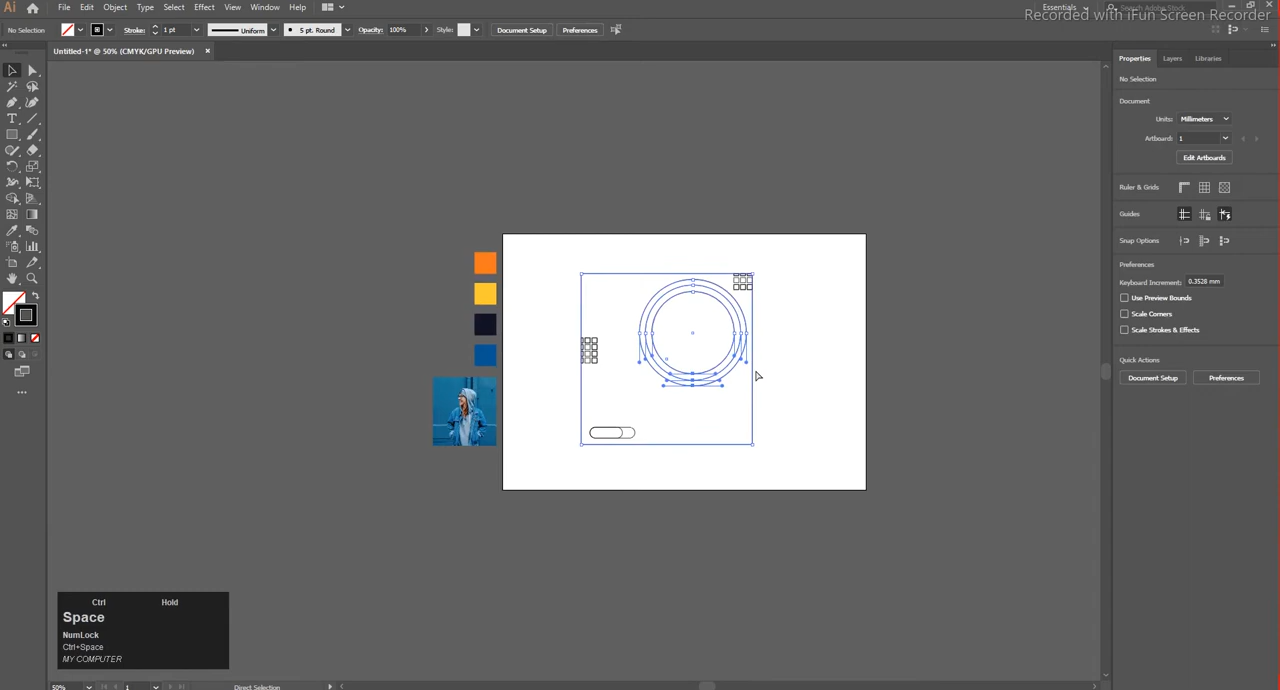 Ai File Edit Object Type Select Effect View Window Help Essentials Search Adobe Stock
Recorded with iFun Screen Recorder
No Selection Stroke: 1 pt Uniform 5 pt. Round Opacity: 100% Style: Document Setup Preferences
Untitled-1* @ 50% (CMYK/GPU Preview) ×
Properties Layers Libraries
No Selection
Document
Units: Millimeters
Artboard: 1
Edit Artboards
Ruler & Grids
Guides
Snap Options
Preferences
Keyboard Increment: 0.3528 mm
Use Preview Bounds
Scale Corners
Scale Strokes & Effects
Quick Actions
Document Setup Preferences
Ctrl Hold
Space
NumLock
Ctrl+Space
MY COMPUTER
50% 1 Direct Selection